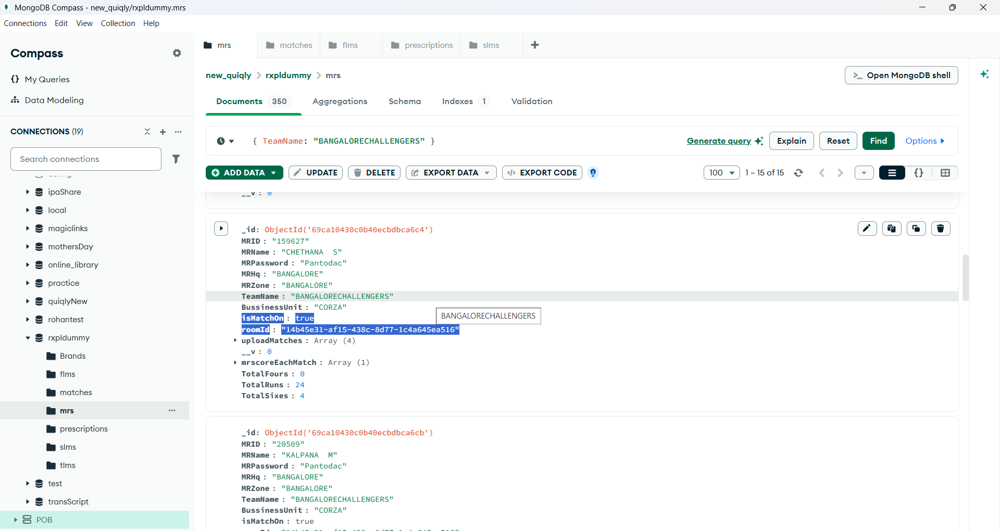 MongoDB Compass - new_quiqly/rxpldummy.mrs
Connections Edit View Collection Help
Compass
My Queries
Data Modeling
CONNECTIONS (19)
Search connections
ipaShare
local
magiclinks
mothersDay
online_library
practice
quiqlyNew
rohantest
rxpldummy
Brands
flms
matches
mrs
prescriptions
slms
tlms
test
transScript
POB
mrs matches flms prescriptions slms
new_quiqly rxpldummy mrs
>_ Open MongoDB shell
Documents 350 Aggregations Schema Indexes 1 Validation
{ TeamName: "BANGALORECHALLENGERS" }
Generate query Explain Reset Find Options
ADD DATA UPDATE DELETE EXPORT DATA EXPORT CODE 100 1 – 15 of 15
__v : 0
_id: ObjectId('69ca10430c0b40ecbdbca6c4')
MRID : "159627"
MRName : "CHETHANA  S"
MRPassword : "Pantodac"
MRHq : "BANGALORE"
MRZone : "BANGALORE"
TeamName : "BANGALORECHALLENGERS"
BussinessUnit : "CORZA"
BANGALORECHALLENGERS
isMatchOn : true
roomId : "14b45e31-af15-438c-8d77-1c4a645ea516"
uploadMatches : Array (4)
__v : 0
mrscoreEachMatch : Array (1)
TotalFours : 0
TotalRuns : 24
TotalSixes : 4
_id: ObjectId('69ca10430c0b40ecbdbca6cb')
MRID : "20509"
MRName : "KALPANA  M"
MRPassword : "Pantodac"
MRHq : "BANGALORE"
MRZone : "BANGALORE"
TeamName : "BANGALORECHALLENGERS"
BussinessUnit : "CORZA"
isMatchOn : true